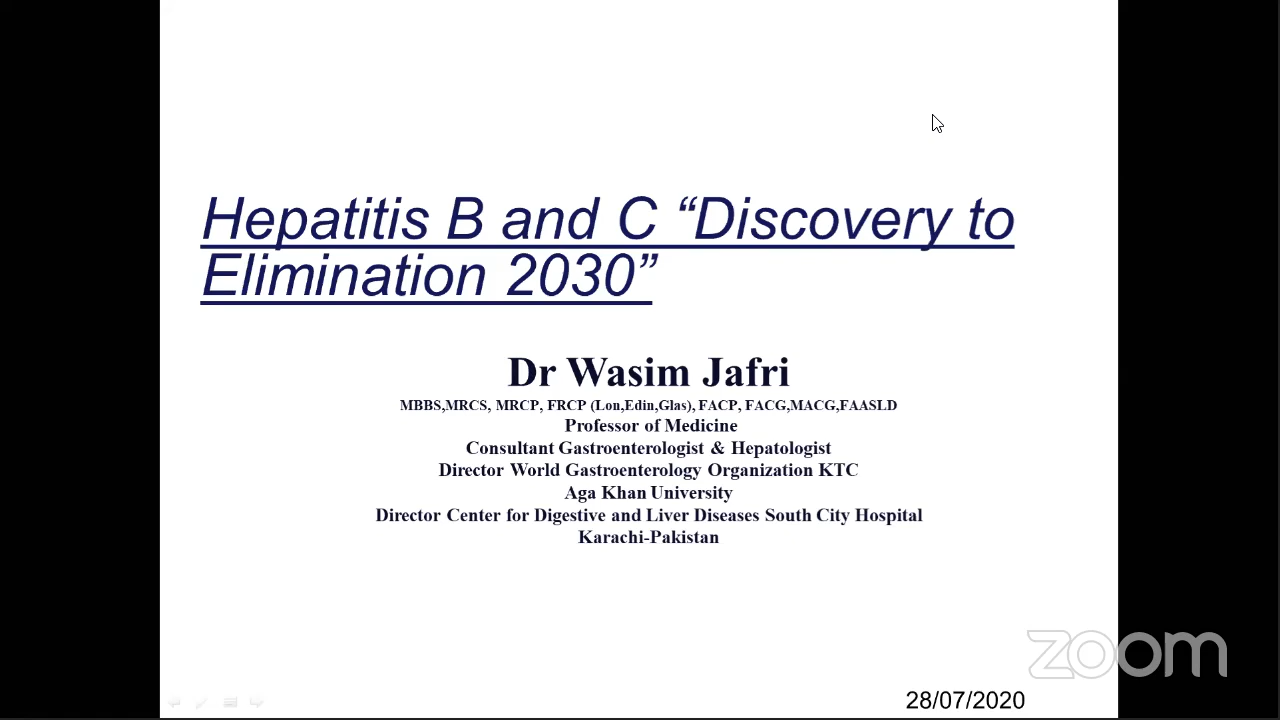 Hepatitis B and C “Discovery to
Elimination 2030”
Dr Wasim Jafri
MBBS,MRCS, MRCP, FRCP (Lon,Edin,Glas), FACP, FACG,MACG,FAASLD
Professor of Medicine
Consultant Gastroenterologist & Hepatologist
Director World Gastroenterology Organization KTC
Aga Khan University
Director Center for Digestive and Liver Diseases South City Hospital
Karachi-Pakistan
zoom
28/07/2020